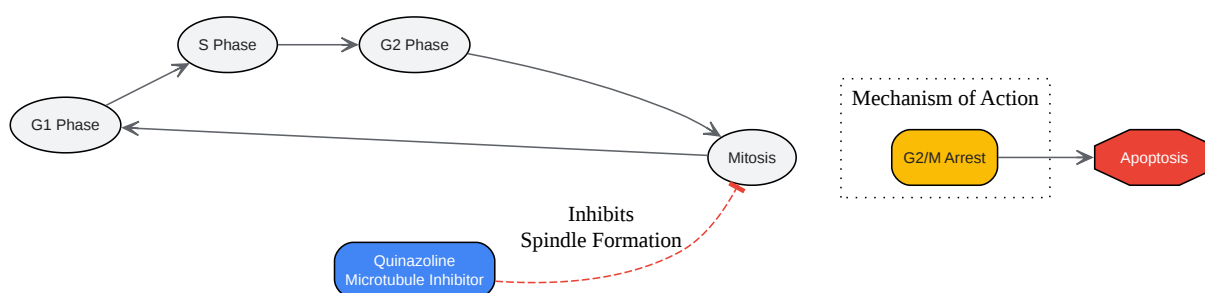 S Phase
G2 Phase
G1 Phase
Mitosis
Inhibits
Spindle Formation
Quinazoline
Microtubule Inhibitor
Mechanism of Action
G2/M Arrest
Apoptosis